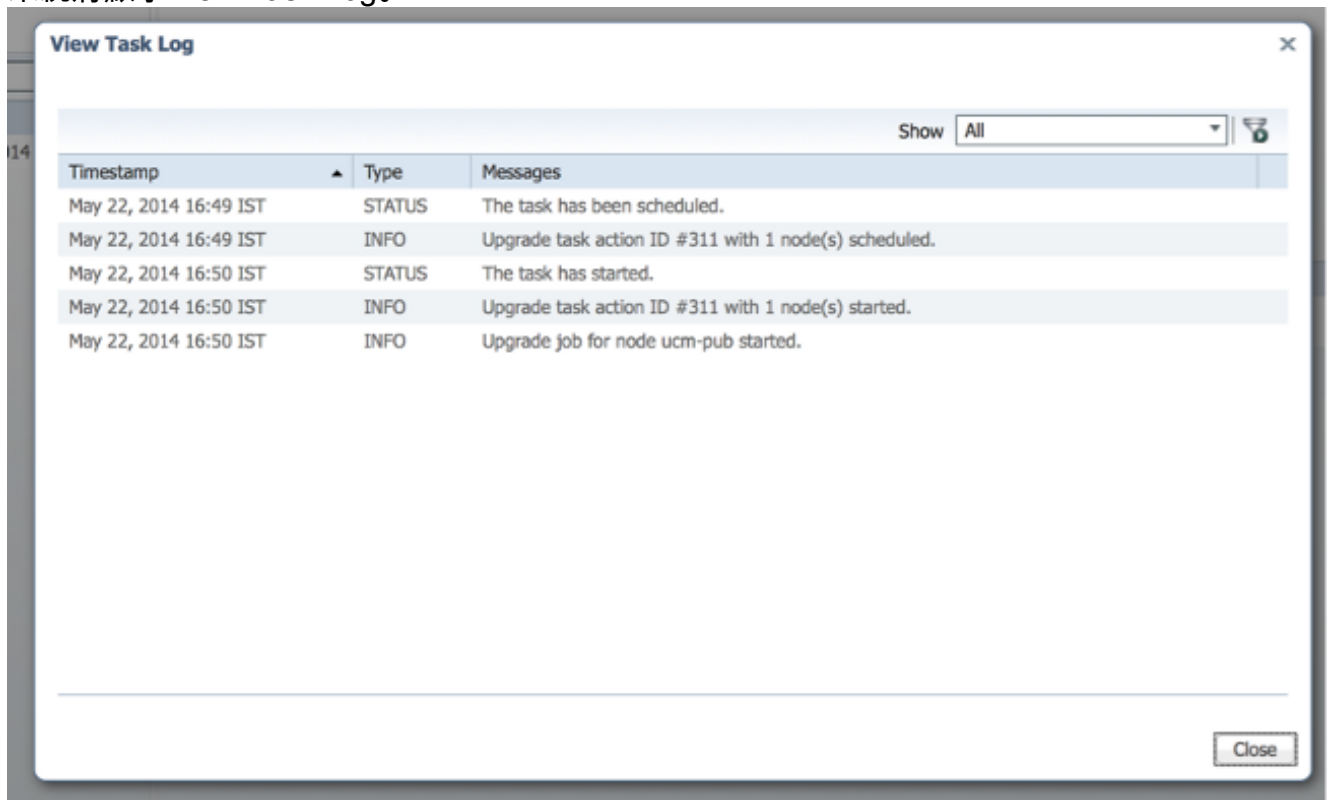 View Task Log
Show All
014
Timestamp Type Messages
May 22, 2014 16:49 IST STATUS The task has been scheduled.
May 22, 2014 16:49 IST INFO Upgrade task action ID #311 with 1 node(s) scheduled.
May 22, 2014 16:50 IST STATUS The task has started.
May 22, 2014 16:50 IST INFO Upgrade task action ID #311 with 1 node(s) started.
May 22, 2014 16:50 IST INFO Upgrade job for node ucm-pub started.
Close